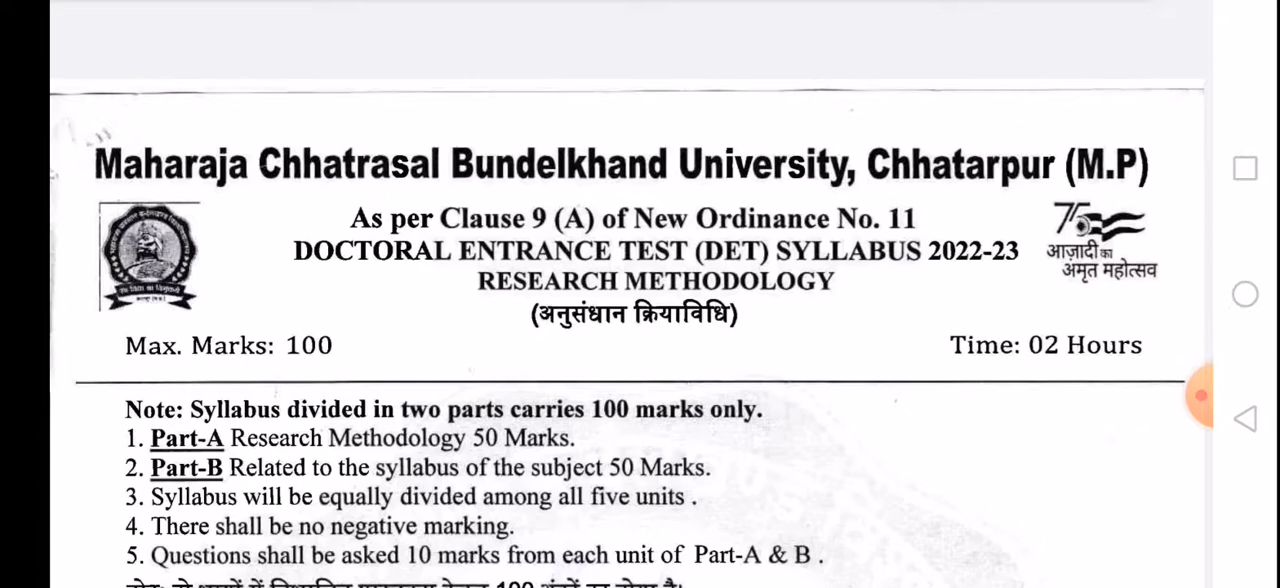 Maharaja Chhatrasal Bundelkhand University, Chhatarpur (M.P)
As per Clause 9 (A) of New Ordinance No. 11
DOCTORAL ENTRANCE TEST (DET) SYLLABUS 2022-23
RESEARCH METHODOLOGY
(अनुसंधान क्रियाविधि)
75
आज़ादी का
अमृत महोत्सव
Max. Marks: 100
Time: 02 Hours
Note: Syllabus divided in two parts carries 100 marks only.
1. Part-A Research Methodology 50 Marks.
2. Part-B Related to the syllabus of the subject 50 Marks.
3. Syllabus will be equally divided among all five units .
4. There shall be no negative marking.
5. Questions shall be asked 10 marks from each unit of Part-A & B .